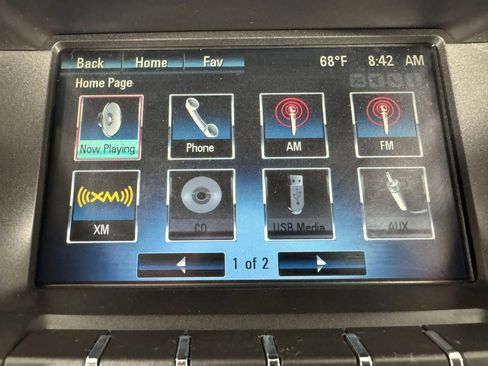 Back Home Fav 68°F 8:42 AM
Home Page
Now Playing Phone AM FM
XM
XM CD USB Media AUX
1 of 2